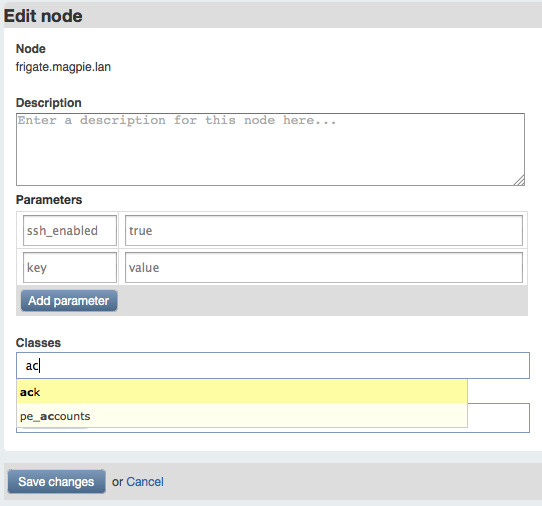 Edit node
Node
frigate.magpie.lan
Description
Enter a description for this node here...
Parameters
ssh_enabled true
key value
Add parameter
Classes
ac
ack
pe_accounts
Save changes or Cancel